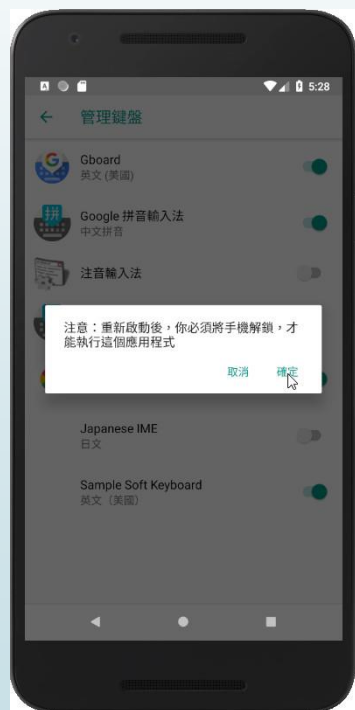 5:28
管理鍵盤
Gboard
英文 (美國)
Google 拼音輸入法
中文拼音
注音輸入法
注意：重新啟動後，你必須將手機解鎖，才
能執行這個應用程式
取消 確定
Japanese IME
日文
Sample Soft Keyboard
英文（美國）